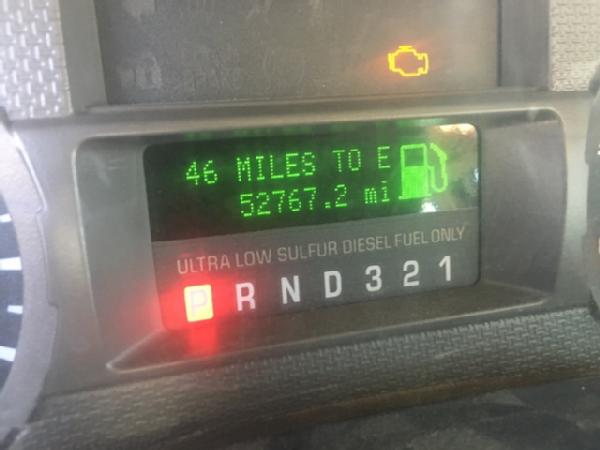 46 MILES TO E
52767.2 mi
ULTRA LOW SULFUR DIESEL FUEL ONLY
P R N D 3 2 1